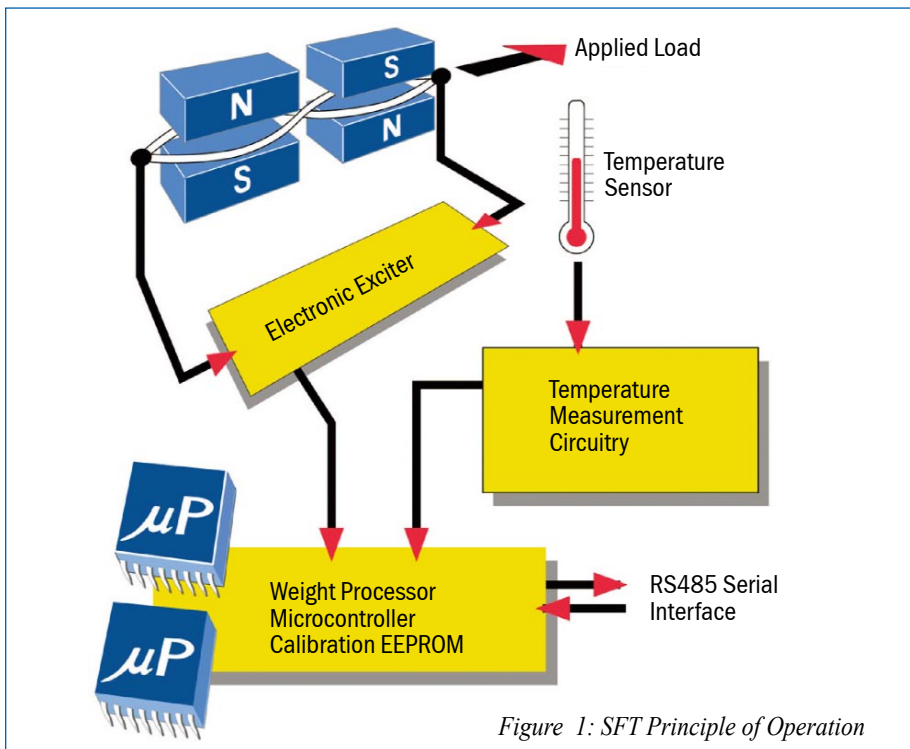 Applied Load
N
S
S
N
Temperature
Sensor
Electronic Exciter
Temperature
Measurement
Circuitry
µP
µP
Weight Processor
Microcontroller
Calibration EEPROM
RS485 Serial
Interface
Figure 1: SFT Principle of Operation